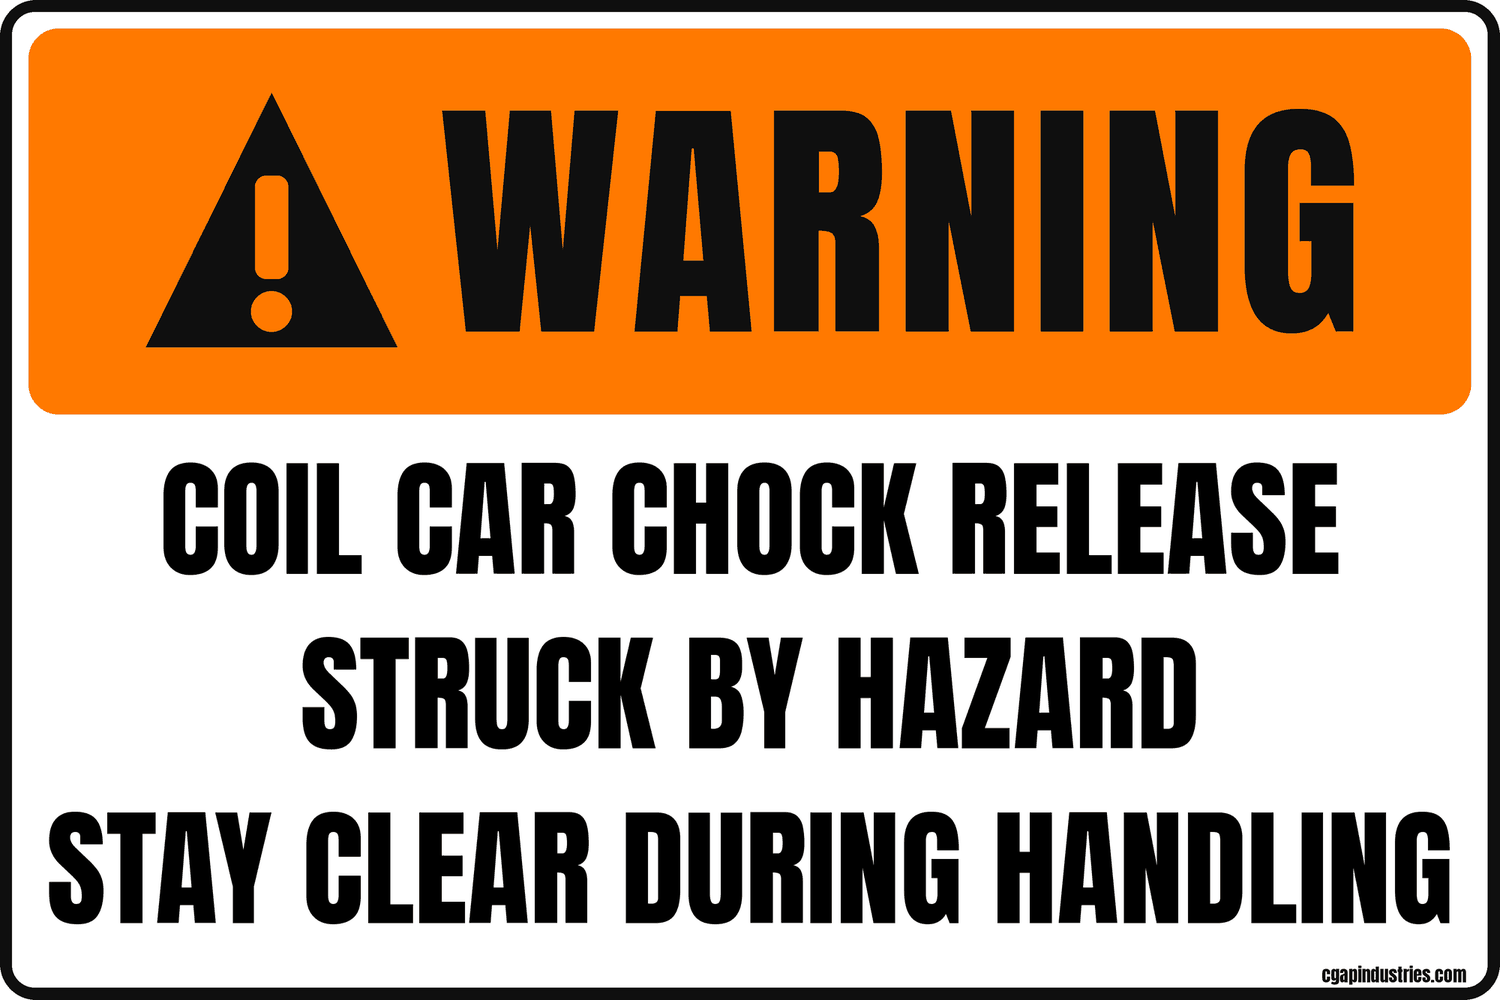 WARNING
COIL CAR CHOCK RELEASE
STRUCK BY HAZARD
STAY CLEAR DURING HANDLING
cgapindustries.com